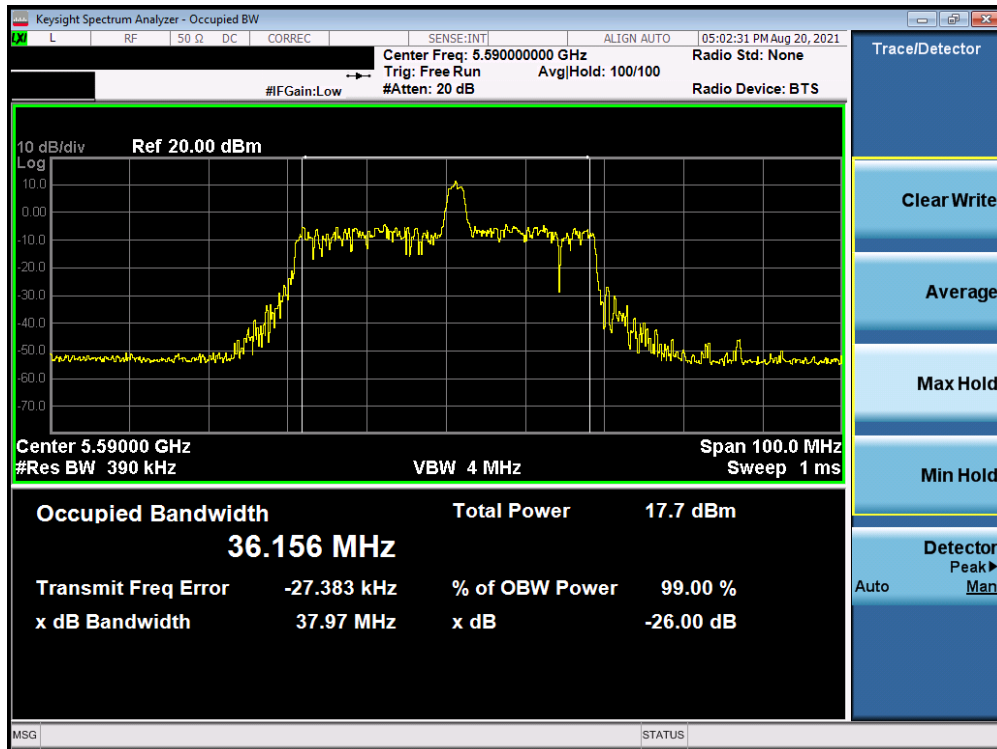 Keysight Spectrum Analyzer - Occupied BW
LXI L RF 50 Ω DC CORREC SENSE:INT ALIGN AUTO 05:02:31 PM Aug 20, 2021
Center Freq: 5.590000000 GHz Radio Std: None
Trig: Free Run Avg|Hold: 100/100
#IFGain:Low #Atten: 20 dB Radio Device: BTS
10 dB/div Ref 20.00 dBm
Log
10.0
0.00
-10.0
-20.0
-30.0
-40.0
-50.0
-60.0
-70.0
Center 5.59000 GHz Span 100.0 MHz
#Res BW 390 kHz VBW 4 MHz Sweep 1 ms
Occupied Bandwidth Total Power 17.7 dBm
36.156 MHz
Transmit Freq Error -27.383 kHz % of OBW Power 99.00 %
x dB Bandwidth 37.97 MHz x dB -26.00 dB
MSG STATUS
Trace/Detector
Clear Write
Average
Max Hold
Min Hold
Detector
Peak▶
Auto Man